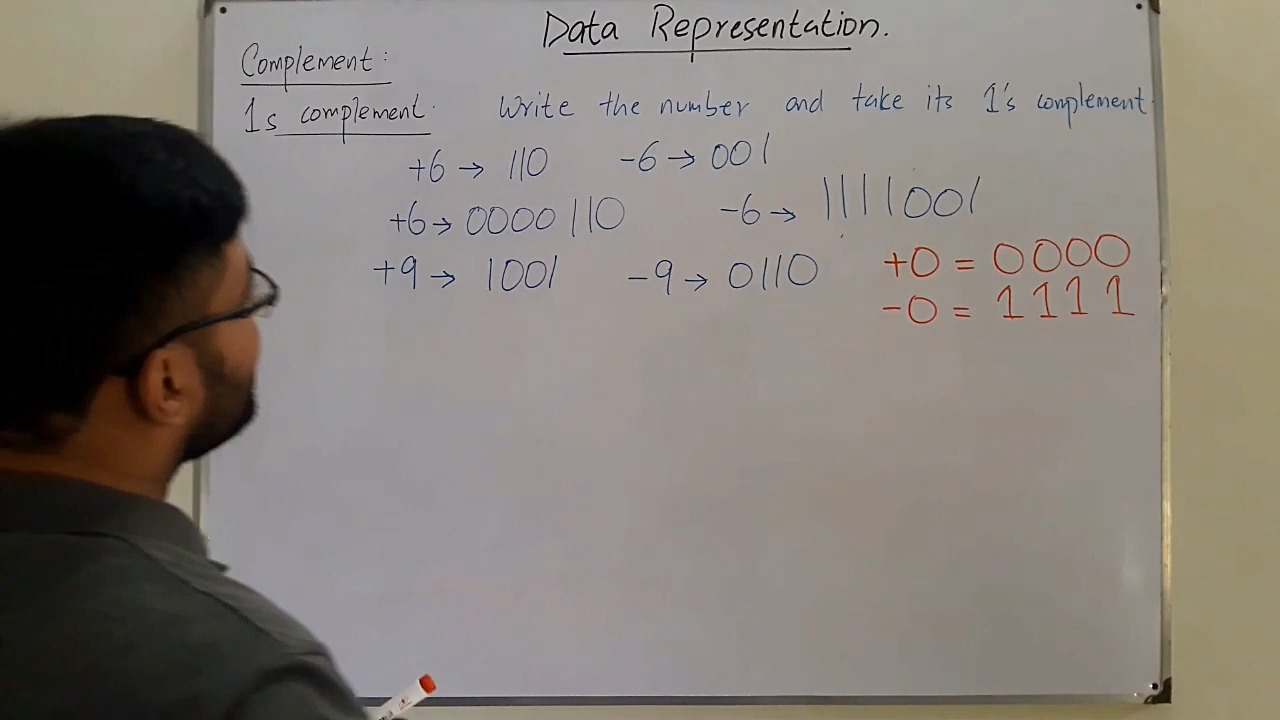 Data Representation.
Complement:
1s complement. Write the number and take its 1's complement.
+6 → 110 -6 → 001
+6 → 0000110 -6 → 1111001
+9 → 1001 -9 → 0110
+0 = 0000
-0 = 1111